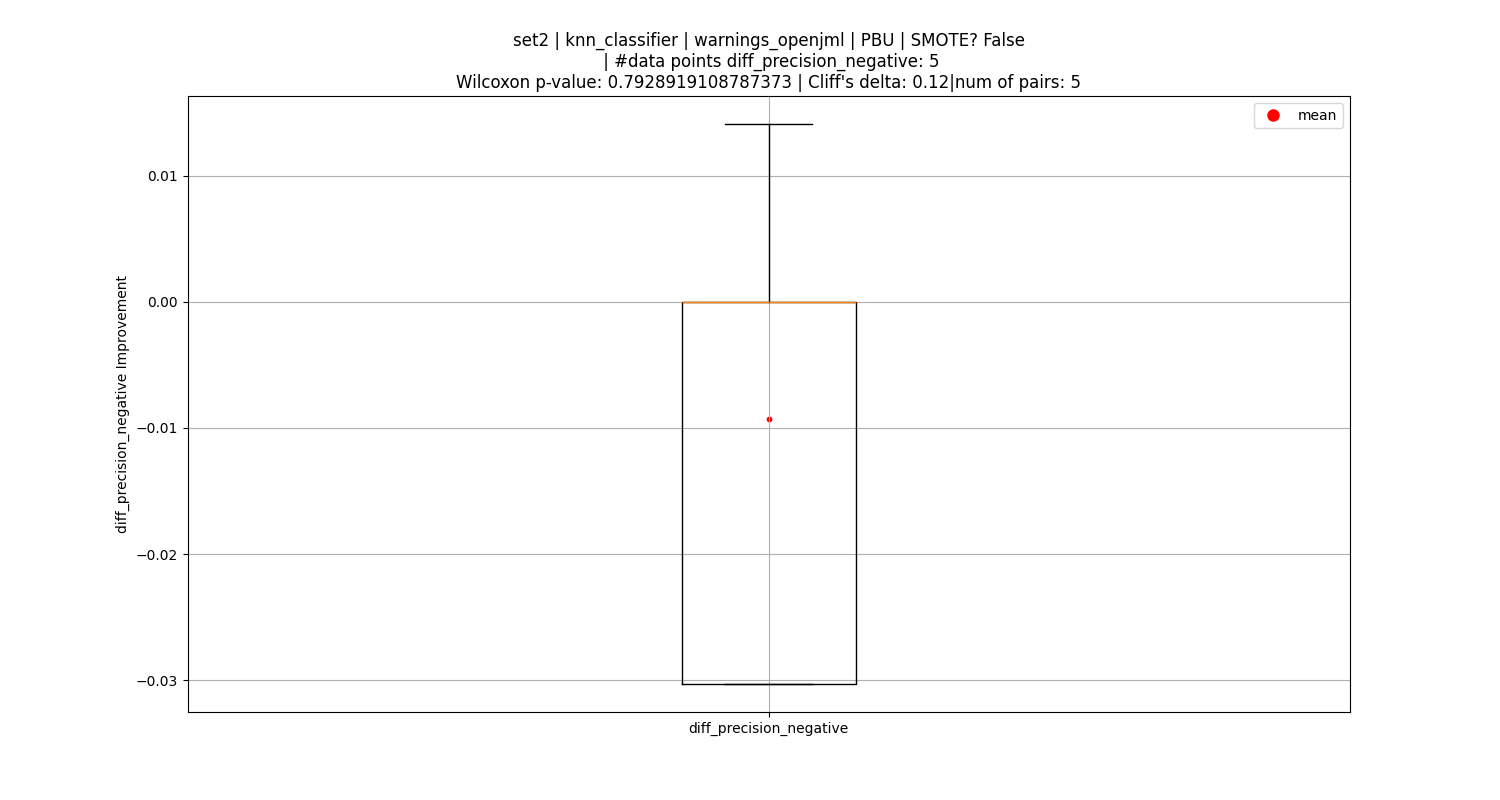 set2 | knn_classifier | warnings_openjml | PBU | SMOTE? False
| #data points diff_precision_negative: 5
Wilcoxon p-value: 0.7928919108787373 | Cliff's delta: 0.12|num of pairs: 5
mean
0.01
0.00
−0.01
−0.02
−0.03
diff_precision_negative Improvement
diff_precision_negative